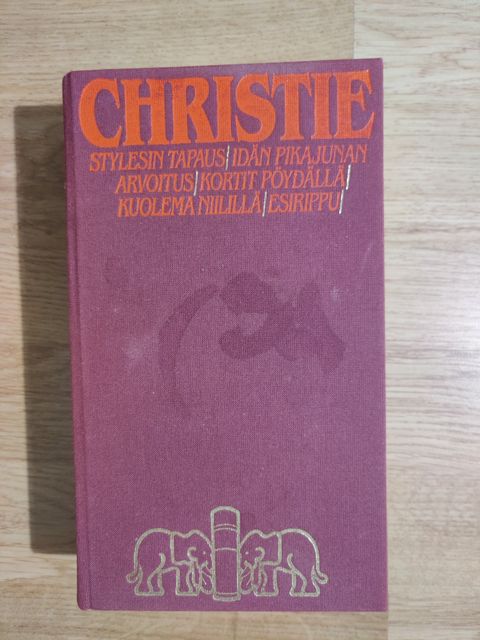 CHRISTIE
STYLESIN TAPAUS/IDÄN PIKAJUNAN
ARVOITUS/KORTIT PÖYDÄLLÄ/
KUOLEMA NIILILLÄ/ESIRIPPU/